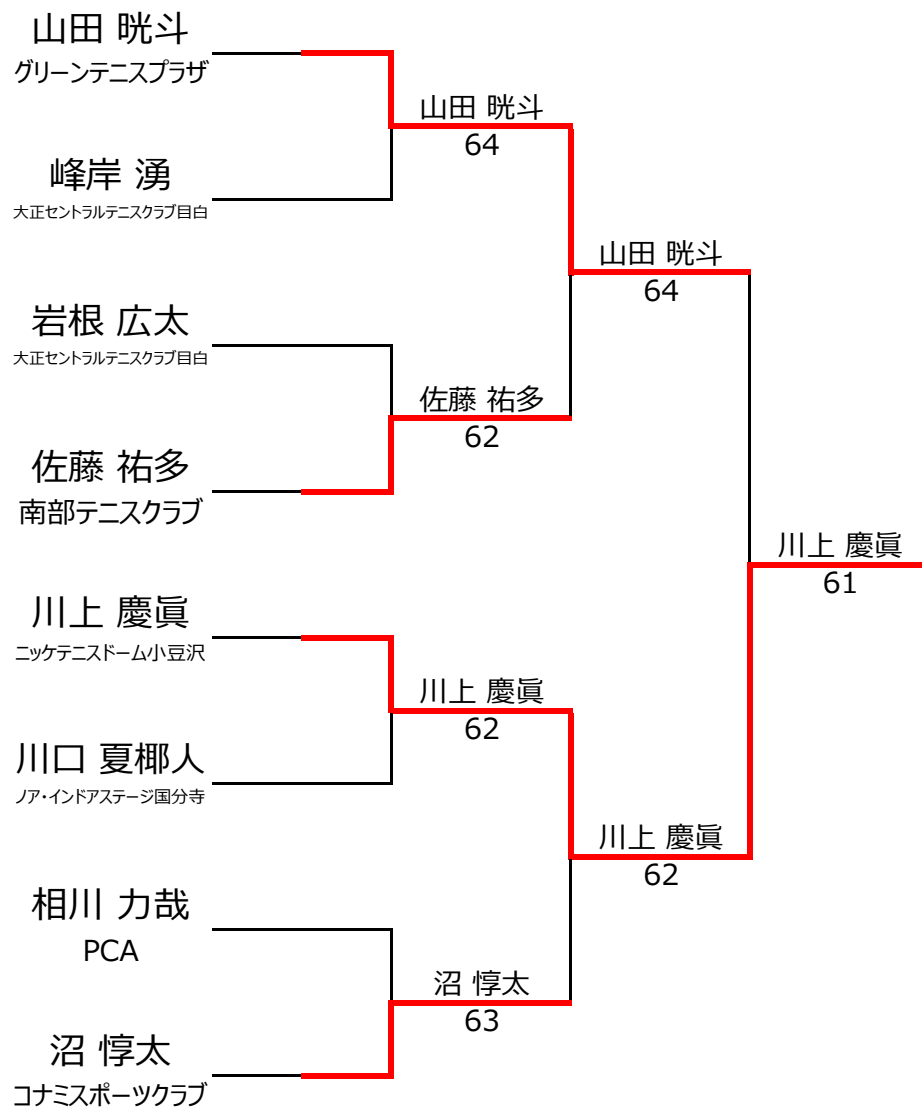 山田 晄斗
グリーンテニスプラザ
山田 晄斗
64
峰岸 湧
大正セントラルテニスクラブ目白
山田 晄斗
64
岩根 広太
大正セントラルテニスクラブ目白
佐藤 祐多
62
佐藤 祐多
南部テニスクラブ
川上 慶眞
61
川上 慶眞
ニッケテニスドーム小豆沢
川上 慶眞
62
川口 夏椰人
ノア・インドアステージ国分寺
川上 慶眞
62
相川 力哉
PCA
沼 惇太
63
沼 惇太
コナミスポーツクラブ